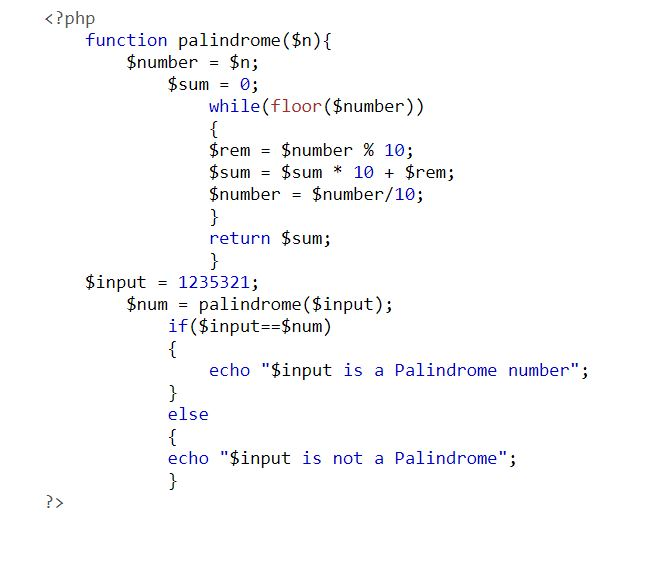 <?php
function palindrome($n){
$number = $n;
$sum = 0;
while(floor($number))
{
$rem = $number % 10;
$sum = $sum * 10 + $rem;
$number = $number/10;
}
return $sum;
}
$input = 1235321;
$num = palindrome($input);
if($input==$num)
{
echo "$input is a Palindrome number";
}
else
{
echo "$input is not a Palindrome";
}
?>